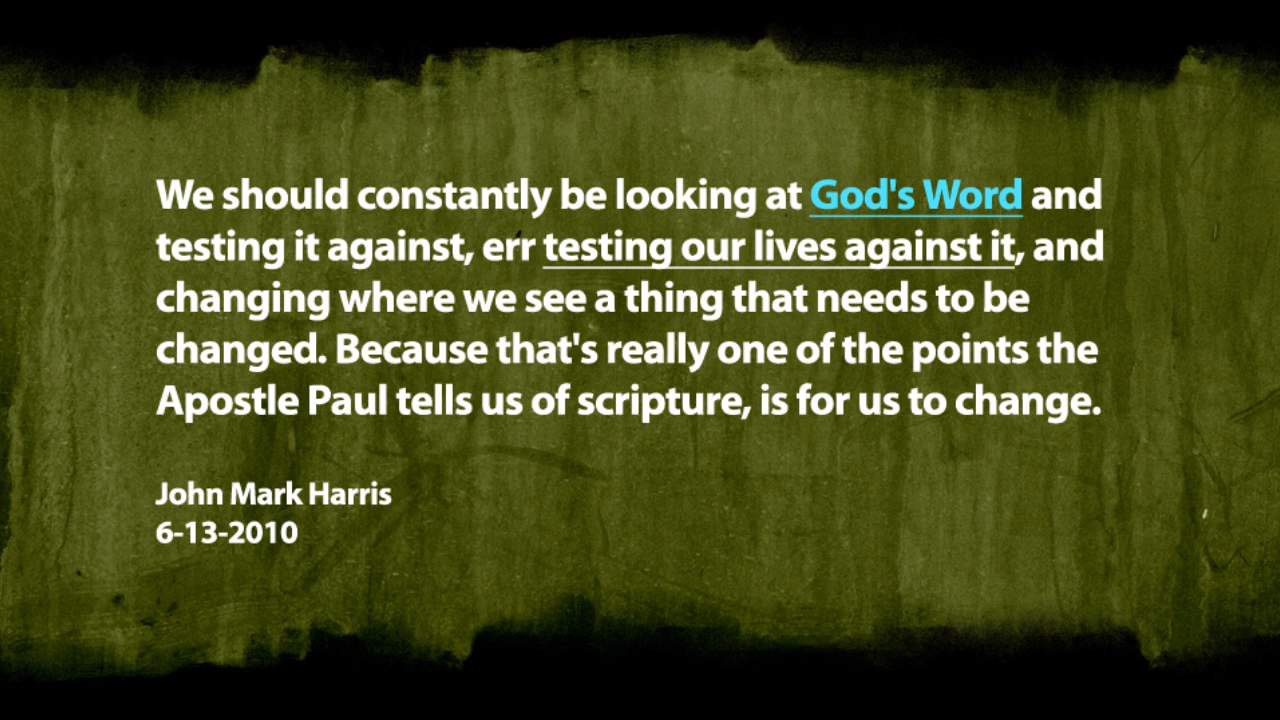 We should constantly be looking at God's Word and
testing it against, err testing our lives against it, and
changing where we see a thing that needs to be
changed. Because that's really one of the points the
Apostle Paul tells us of scripture, is for us to change.
John Mark Harris
6-13-2010